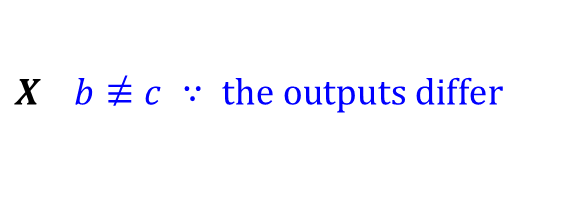 X b ≢ c ∵ the outputs differ